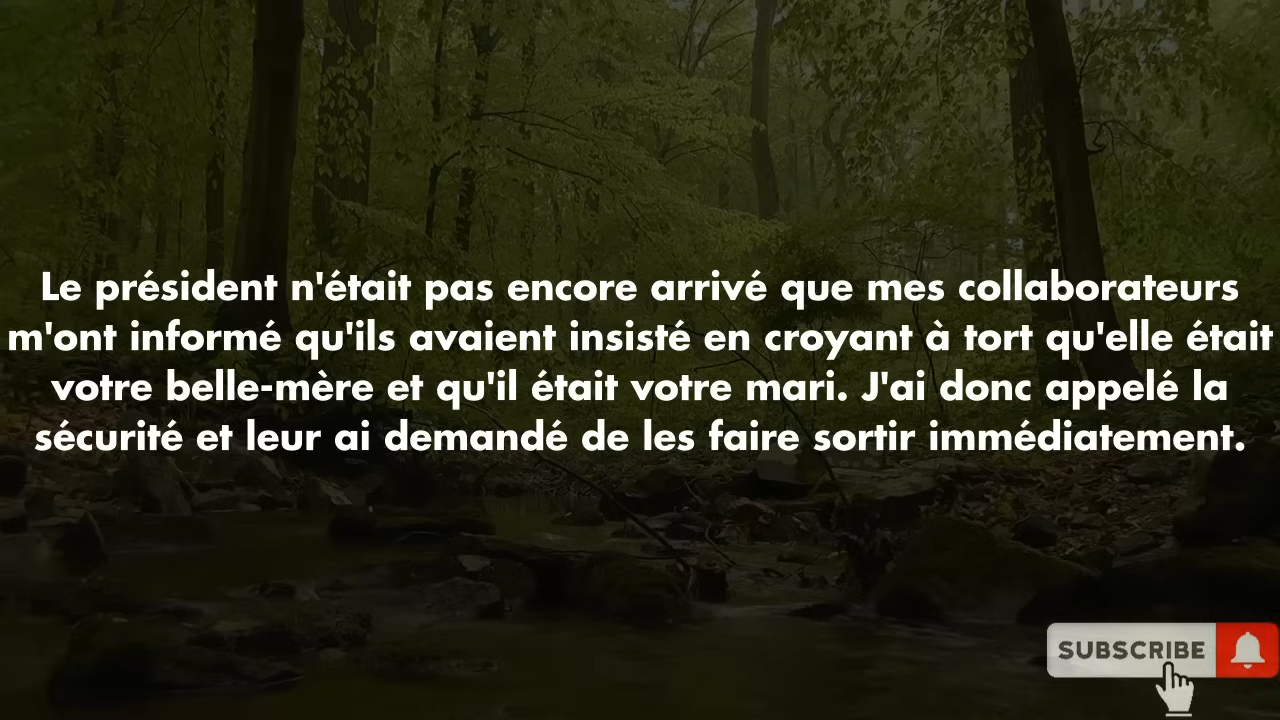 Le président n'était pas encore arrivé que mes collaborateurs
m'ont informé qu'ils avaient insisté en croyant à tort qu'elle était
votre belle-mère et qu'il était votre mari. J'ai donc appelé la
sécurité et leur ai demandé de les faire sortir immédiatement.
SUBSCRIBE